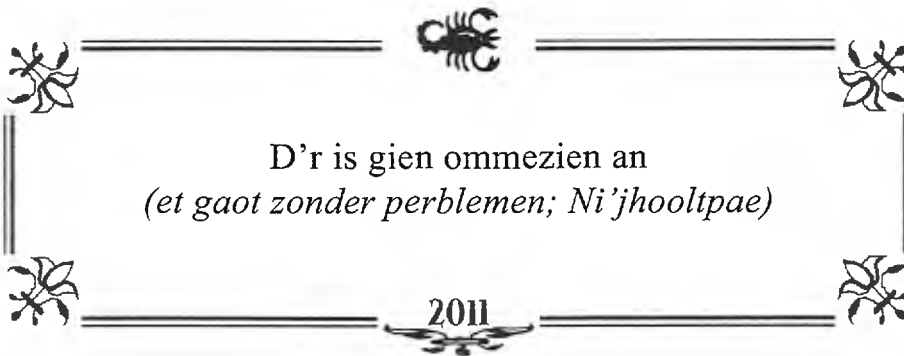 D’r is gien ommezien an
(et gaot zonder perblemen; Ni’jhooltpae)
2011